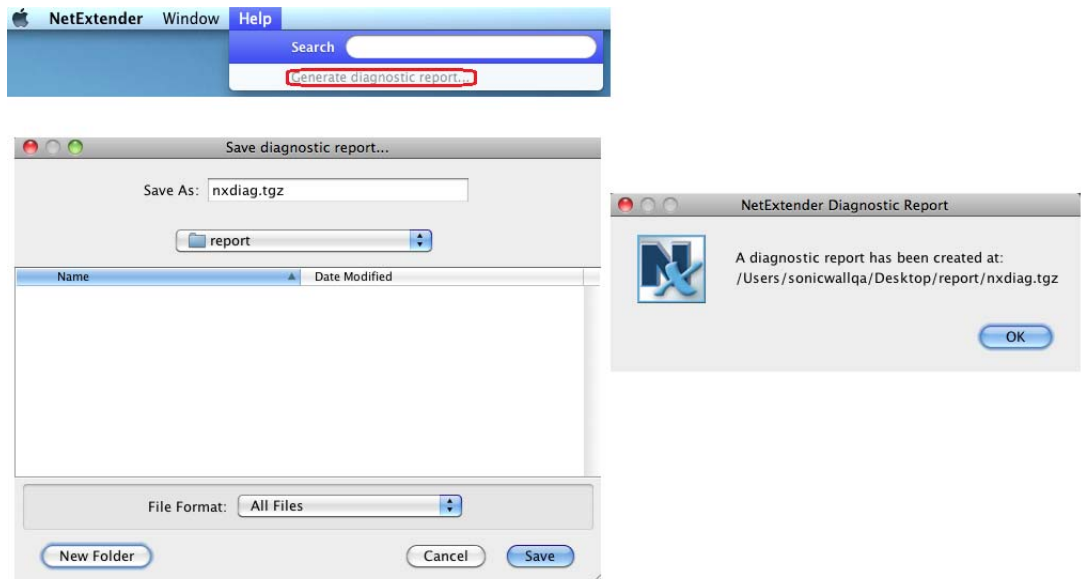 NetExtender Window Help
Search
Generate diagnostic report...
Save diagnostic report...
Save As: nxdiag.tgz
report
Name Date Modified
File Format: All Files
New Folder Cancel Save
NetExtender Diagnostic Report
Nx
A diagnostic report has been created at:
/Users/sonicwallqa/Desktop/report/nxdiag.tgz
OK